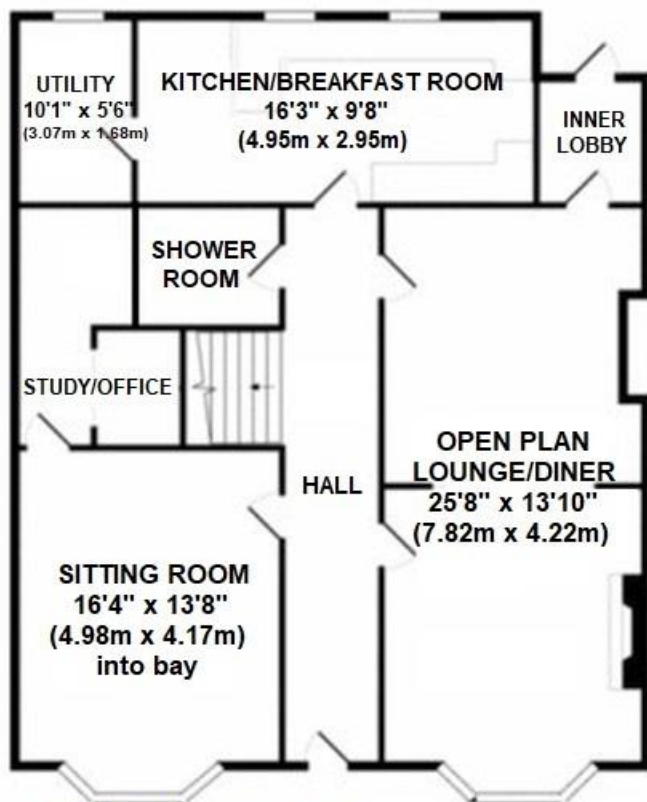 UTILITY
10'1" x 5'6"
(3.07m x 1.68m)
KITCHEN/BREAKFAST ROOM
16'3" x 9'8"
(4.95m x 2.95m)
INNER
LOBBY
SHOWER
ROOM
STUDY/OFFICE
HALL
OPEN PLAN
LOUNGE/DINER
25'8" x 13'10"
(7.82m x 4.22m)
SITTING ROOM
16'4" x 13'8"
(4.98m x 4.17m)
into bay